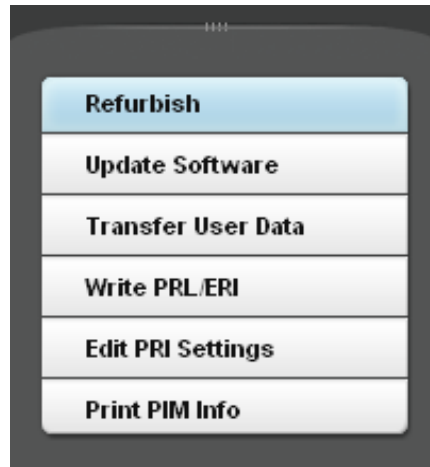 Refurbish
Update Software
Transfer User Data
Write PRL/ERI
Edit PRI Settings
Print PIM Info